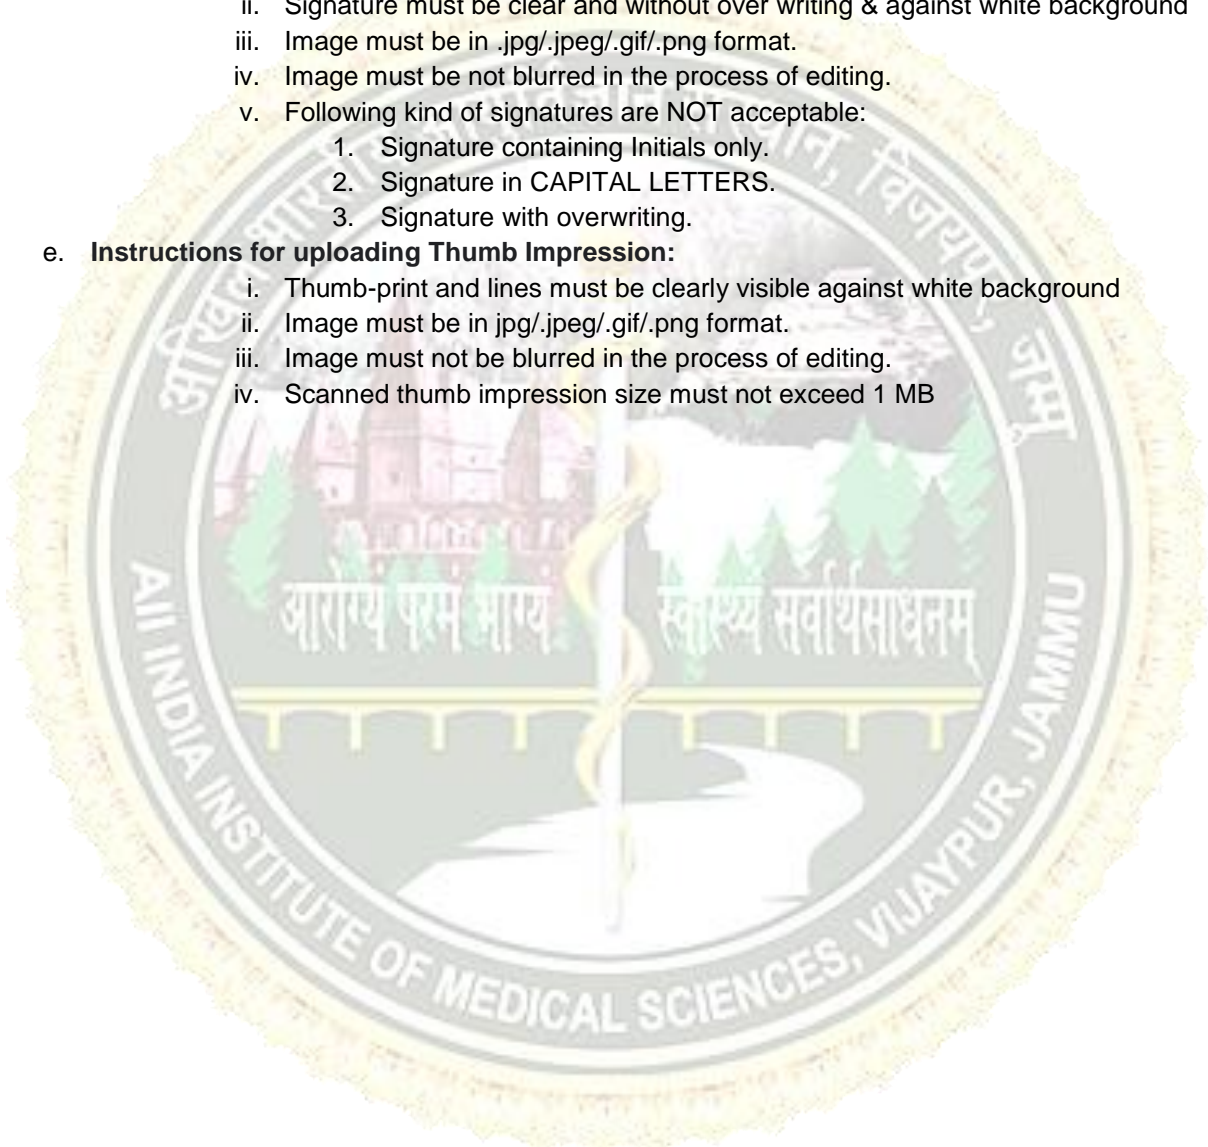 ii. Signature must be clear and without over writing & against white background
iii. Image must be in .jpg/.jpeg/.gif/.png format.
iv. Image must be not blurred in the process of editing.
v. Following kind of signatures are NOT acceptable:
1. Signature containing Initials only.
2. Signature in CAPITAL LETTERS.
3. Signature with overwriting.
e. Instructions for uploading Thumb Impression:
i. Thumb-print and lines must be clearly visible against white background
ii. Image must be in jpg/.jpeg/.gif/.png format.
iii. Image must not be blurred in the process of editing.
iv. Scanned thumb impression size must not exceed 1 MB
अखिल भारतीय आयुर्विज्ञान संस्थान, विजयपुर, जम्मू
आरोग्यं परमं भाग्यं स्वास्थ्यं सर्वार्थसाधनम्
All INDIA INSTITUTE OF MEDICAL SCIENCES, VIJAYPUR, JAMMU